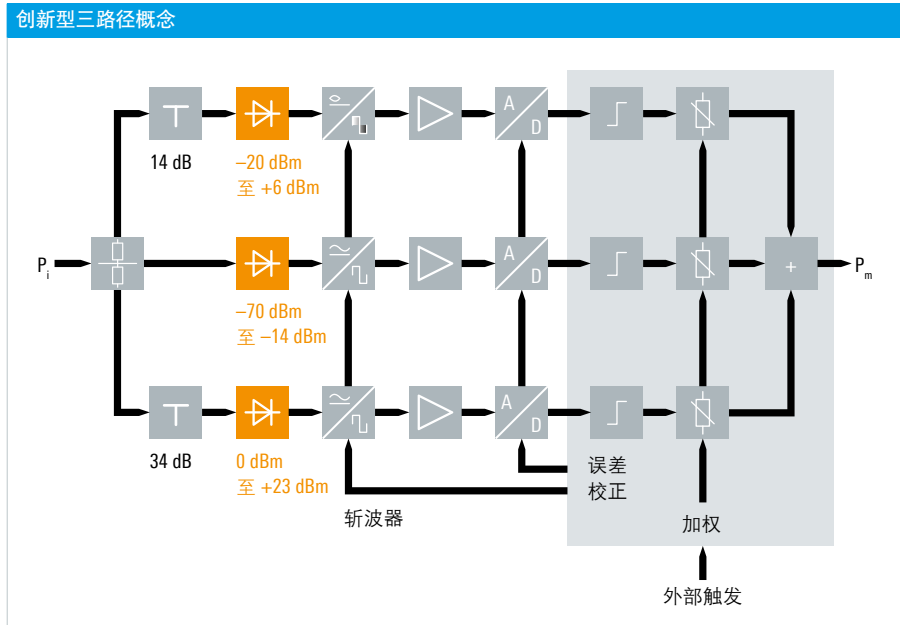 创新型三路径概念
A
D
14 dB
–20 dBm
至 +6 dBm
P
i
A
D
+
P
m
–70 dBm
至 –14 dBm
A
D
34 dB
0 dBm
至 +23 dBm
误差
校正
斩波器
加权
外部触发